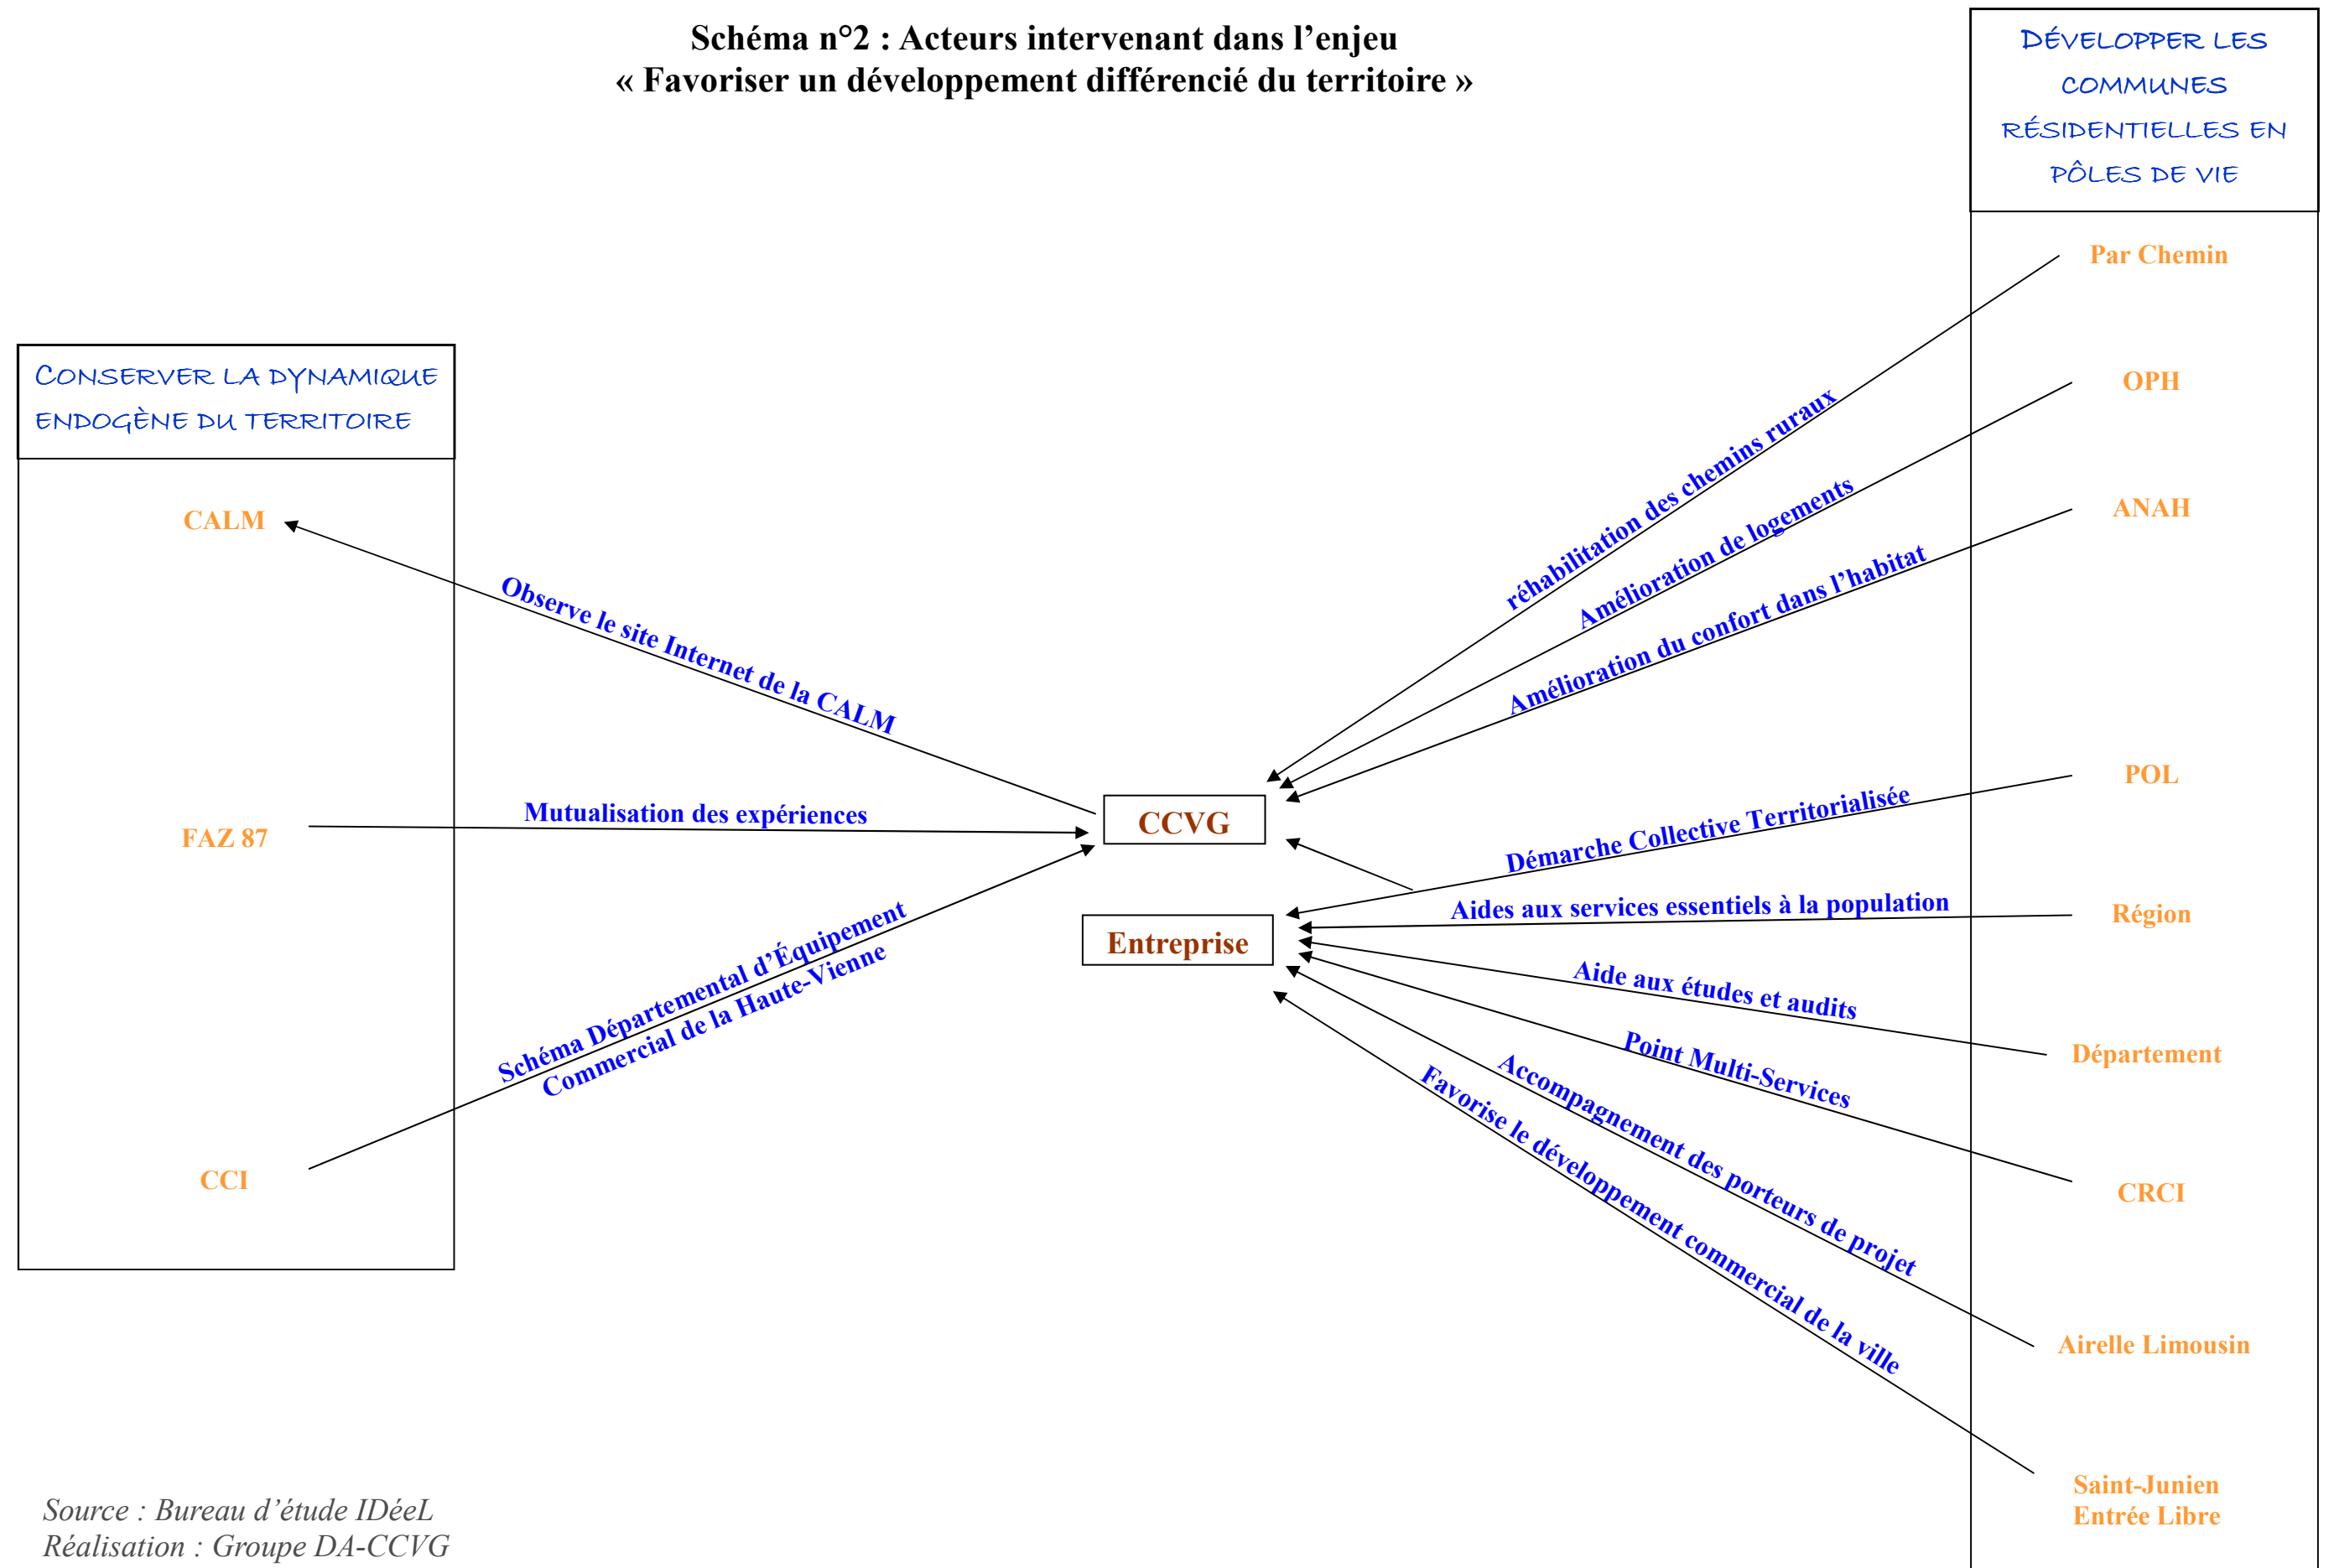 Schéma n°2 : Acteurs intervenant dans l’enjeu
« Favoriser un développement différencié du territoire »
DÉVELOPPER LES
COMMUNES
RÉSIDENTIELLES EN
PÔLES DE VIE
CONSERVER LA DYNAMIQUE
ENDOGÈNE DU TERRITOIRE
CALM
FAZ 87
CCI
Observe le site Internet de la CALM
Mutualisation des expériences
Schéma Départemental d’Équipement
Commercial de la Haute-Vienne
CCVG
Entreprise
réhabilitation des chemins ruraux
Amélioration de logements
Amélioration du confort dans l’habitat
Démarche Collective Territorialisée
Aides aux services essentiels à la population
Aide aux études et audits
Point Multi-Services
Accompagnement des porteurs de projet
Favorise le développement commercial de la ville
Par Chemin
OPH
ANAH
POL
Région
Département
CRCI
Airelle Limousin
Saint-Junien
Entrée Libre
Source : Bureau d’étude IDéeL
Réalisation : Groupe DA-CCVG